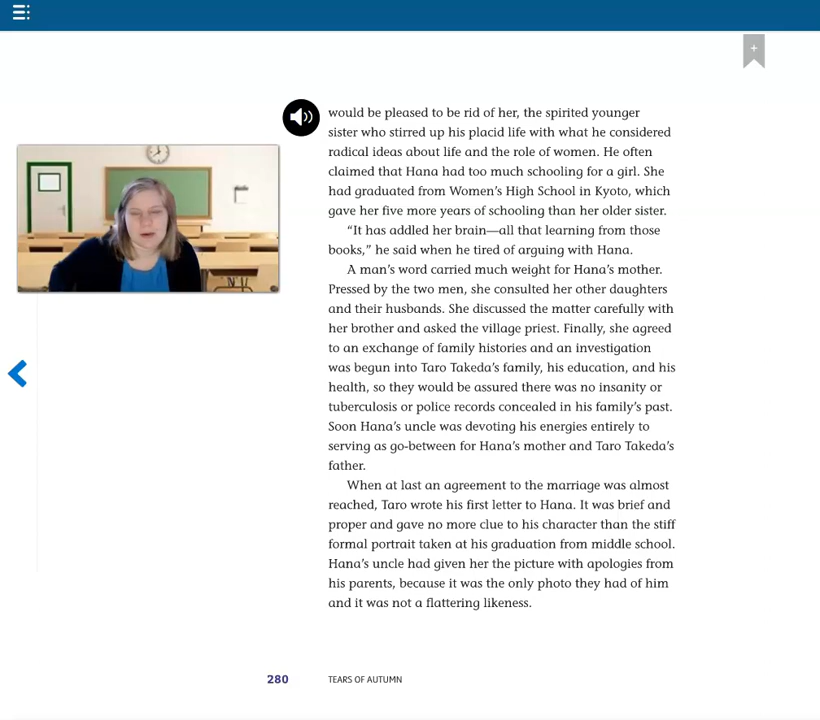 would be pleased to be rid of her, the spirited younger
sister who stirred up his placid life with what he considered
radical ideas about life and the role of women. He often
claimed that Hana had too much schooling for a girl. She
had graduated from Women’s High School in Kyoto, which
gave her five more years of schooling than her older sister.
“It has addled her brain—all that learning from those
books,” he said when he tired of arguing with Hana.
A man’s word carried much weight for Hana’s mother.
Pressed by the two men, she consulted her other daughters
and their husbands. She discussed the matter carefully with
her brother and asked the village priest. Finally, she agreed
to an exchange of family histories and an investigation
was begun into Taro Takeda’s family, his education, and his
health, so they would be assured there was no insanity or
tuberculosis or police records concealed in his family’s past.
Soon Hana’s uncle was devoting his energies entirely to
serving as go-between for Hana’s mother and Taro Takeda’s
father.
When at last an agreement to the marriage was almost
reached, Taro wrote his first letter to Hana. It was brief and
proper and gave no more clue to his character than the stiff
formal portrait taken at his graduation from middle school.
Hana’s uncle had given her the picture with apologies from
his parents, because it was the only photo they had of him
and it was not a flattering likeness.
280 TEARS OF AUTUMN